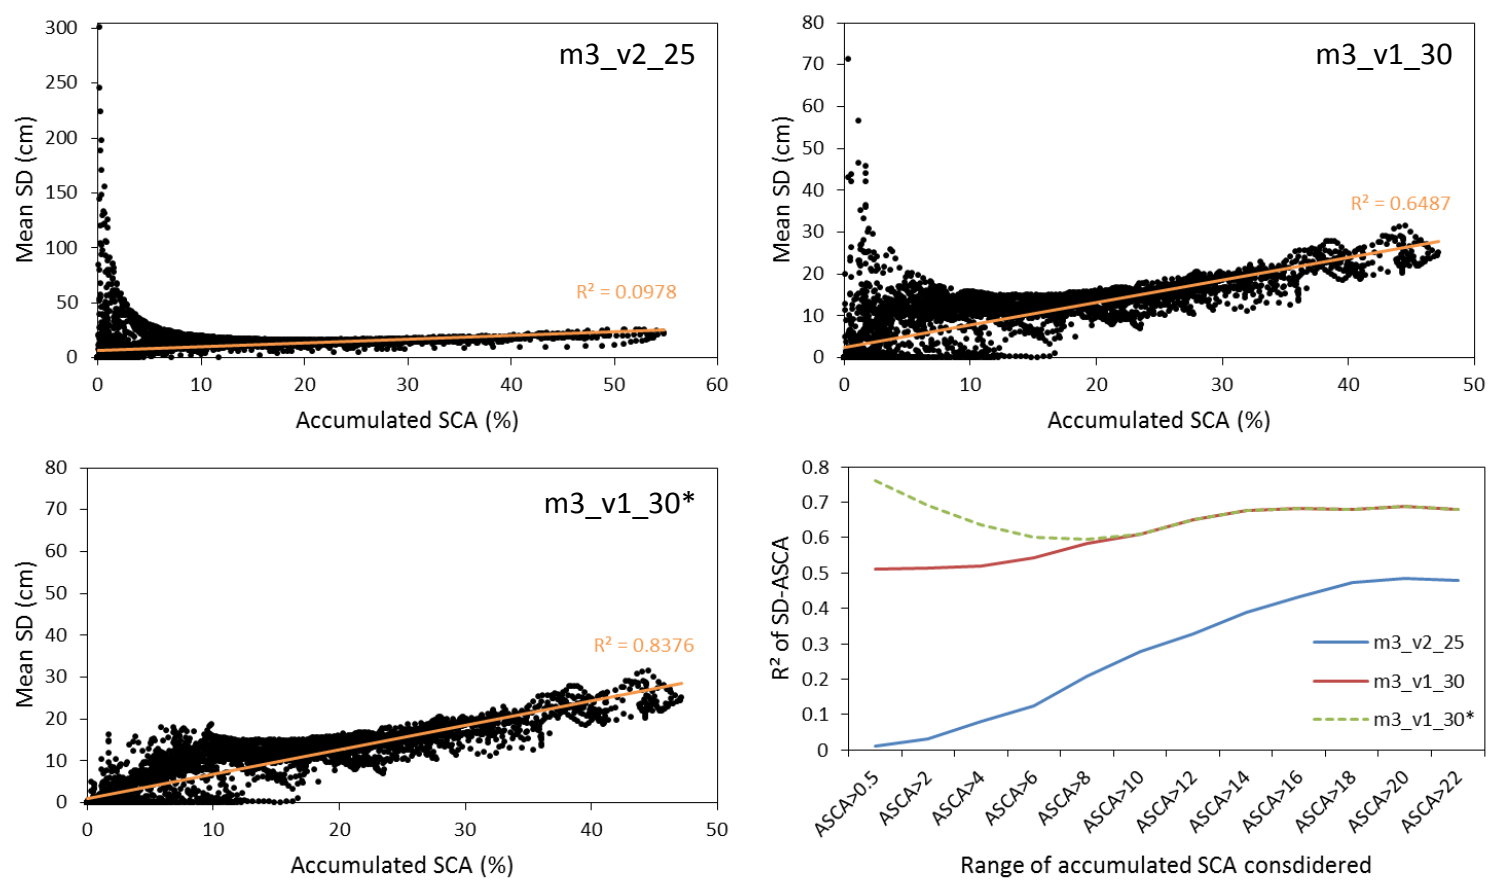 m3_v2_25
300
250
200
150
100
50
0
Mean SD (cm)
R² = 0.0978
0 10 20 30 40 50 60
Accumulated SCA (%)
m3_v1_30
80
70
60
50
40
30
20
10
0
Mean SD (cm)
R² = 0.6487
0 10 20 30 40 50
Accumulated SCA (%)
m3_v1_30*
80
70
60
50
40
30
20
10
0
Mean SD (cm)
R² = 0.8376
0 10 20 30 40 50
Accumulated SCA (%)
0.8
0.7
0.6
0.5
0.4
0.3
0.2
0.1
0
R² of SD-ASCA
m3_v2_25
m3_v1_30
m3_v1_30*
ASCA>0.5 ASCA>2 ASCA>4 ASCA>6 ASCA>8 ASCA>10 ASCA>12 ASCA>14 ASCA>16 ASCA>18 ASCA>20 ASCA>22
Range of accumulated SCA consdidered